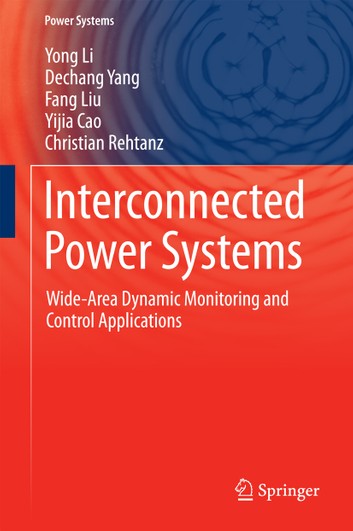 Power Systems
Yong Li
Dechang Yang
Fang Liu
Yijia Cao
Christian Rehtanz
Interconnected
Power Systems
Wide-Area Dynamic Monitoring and
Control Applications
Springer